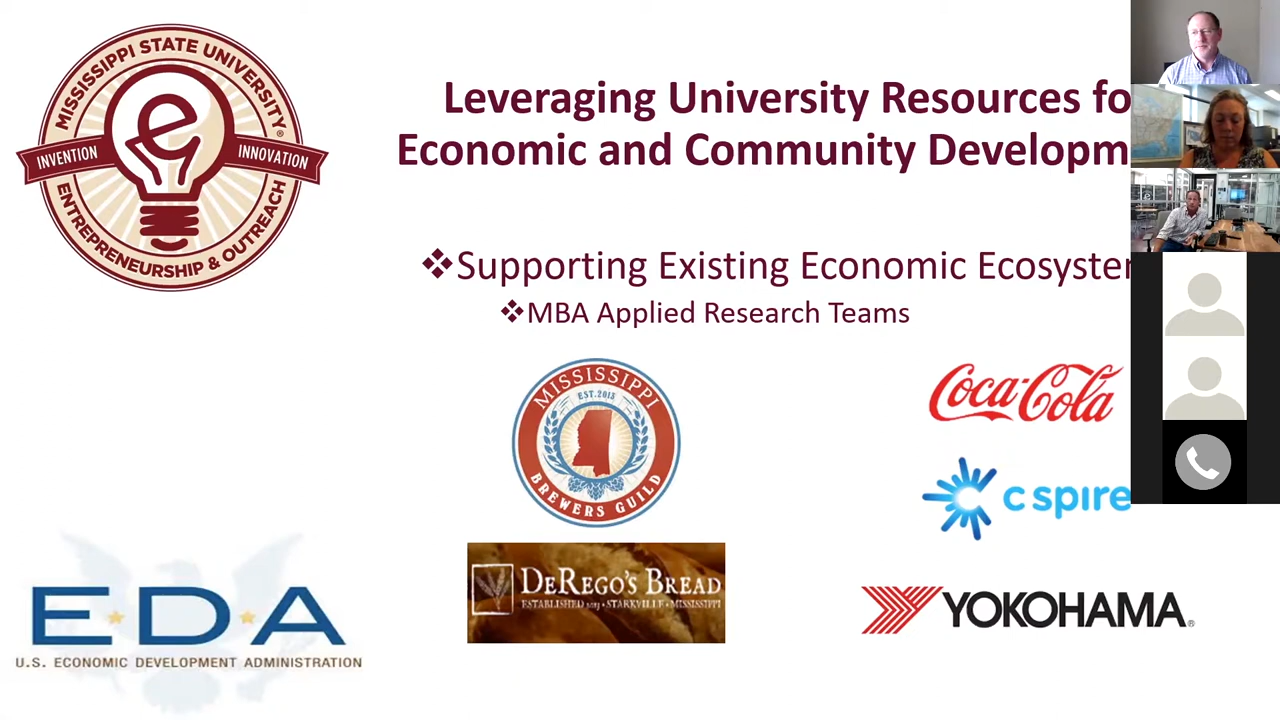 MISSISSIPPI STATE UNIVERSITY®
INVENTION
INNOVATION
ENTREPRENEURSHIP & OUTREACH
Leveraging University Resources fo
Economic and Community Developm
❖Supporting Existing Economic Ecosyster
❖MBA Applied Research Teams
MISSISSIPPI
EST.2013
BREWERS GUILD
Coca-Cola
c spire
DEREGO'S BREAD
ESTABLISHED 2013 • STARKVILLE • MISSISSIPPI
YOKOHAMA®
EDA
U.S. ECONOMIC DEVELOPMENT ADMINISTRATION